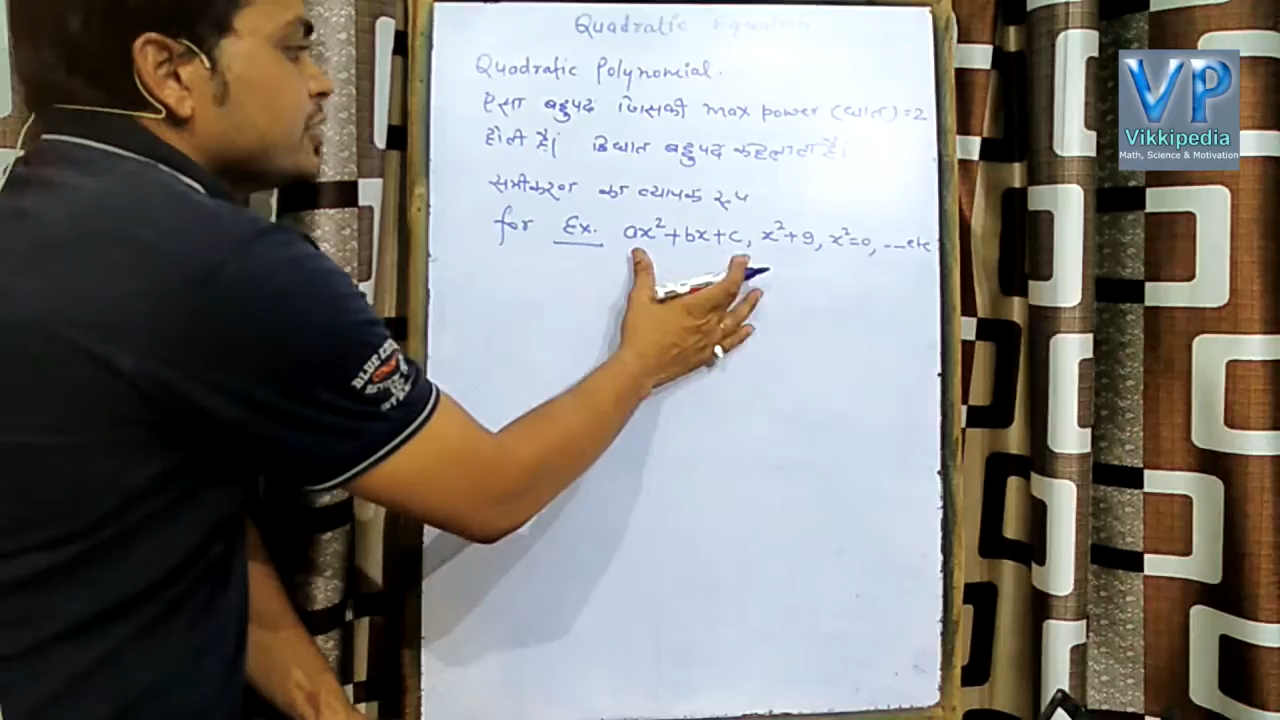 Quadratic Equation
Quadratic Polynomial.
ऐसा बहुपद जिसकी max power (घात) = 2
होती है। द्विघात बहुपद कहलाता है।
समीकरण का व्यापक रूप
for Ex. ax²+bx+c, x²+9, x²=0, --etc
VP
Vikkipedia
Math, Science & Motivation